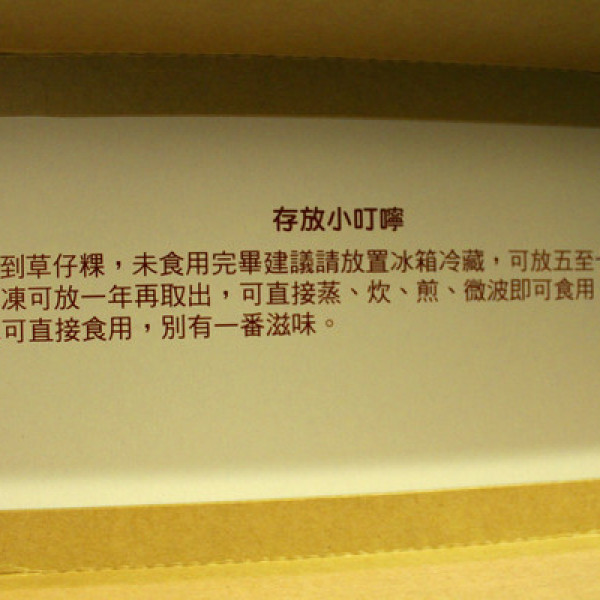 存放小叮嚀
到草仔粿，未食用完畢建議請放置冰箱冷藏，可放五至
凍可放一年再取出，可直接蒸、炊、煎、微波即可食用
可直接食用，別有一番滋味。